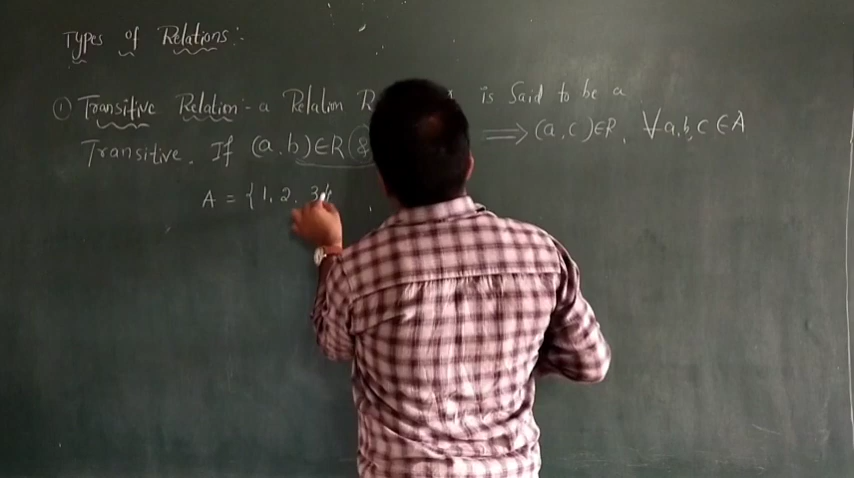 Types of Relations:-
① Transitive Relation:- a Relation R is said to be a
Transitive. If (a.b)∈R & ⟹ (a,c)∈R, ∀a,b,c ∈A
A = {1, 2, 3